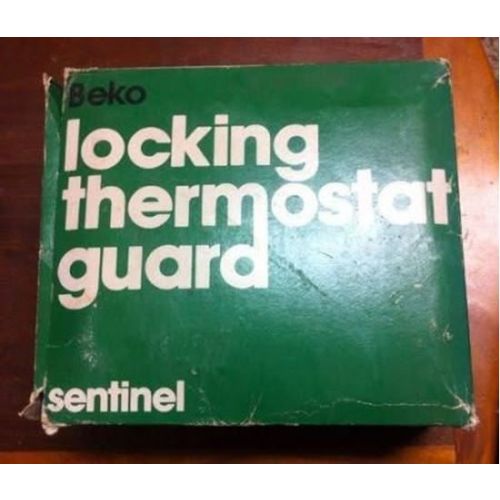 Beko
locking
thermostat
guard
sentinel